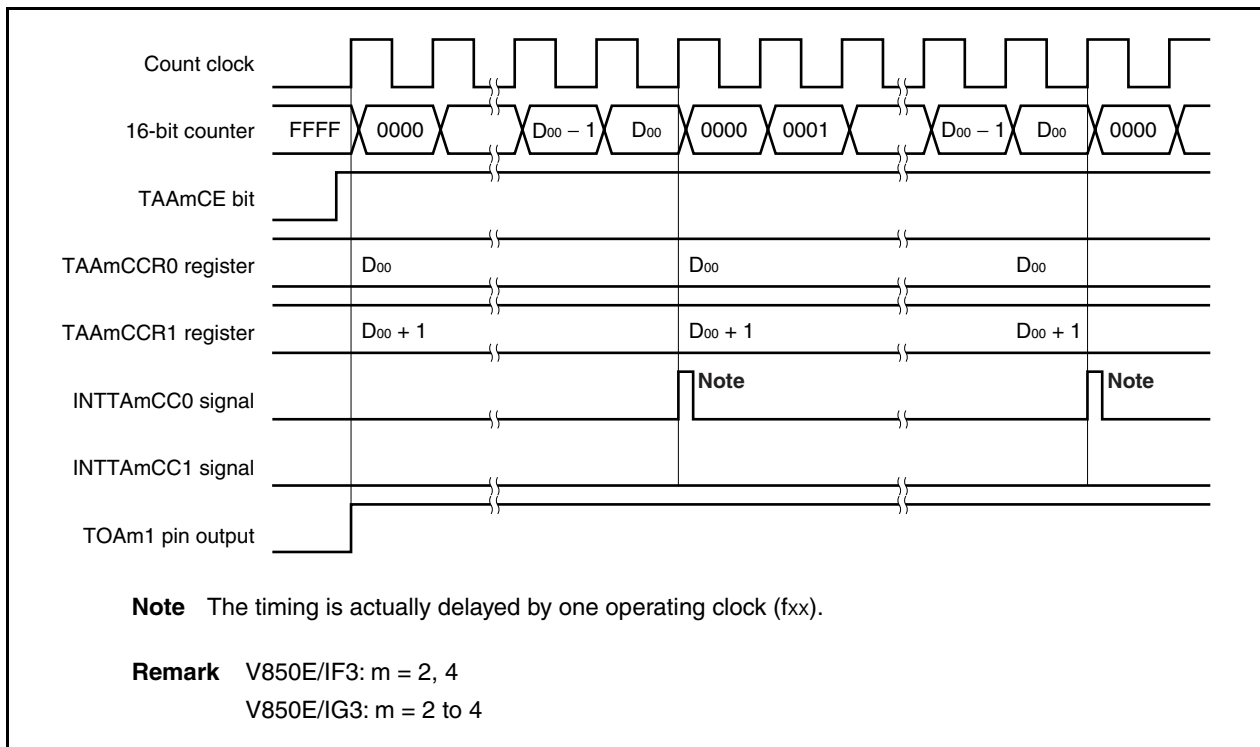 Count clock
16-bit counter FFFF 0000 D00 − 1 D00 0000 0001 D00 − 1 D00 0000
TAAmCE bit
TAAmCCR0 register D00 D00 D00
TAAmCCR1 register D00 + 1 D00 + 1 D00 + 1
INTTAmCC0 signal Note Note
INTTAmCC1 signal
TOAm1 pin output
Note The timing is actually delayed by one operating clock (fxx).
Remark V850E/IF3: m = 2, 4
V850E/IG3: m = 2 to 4